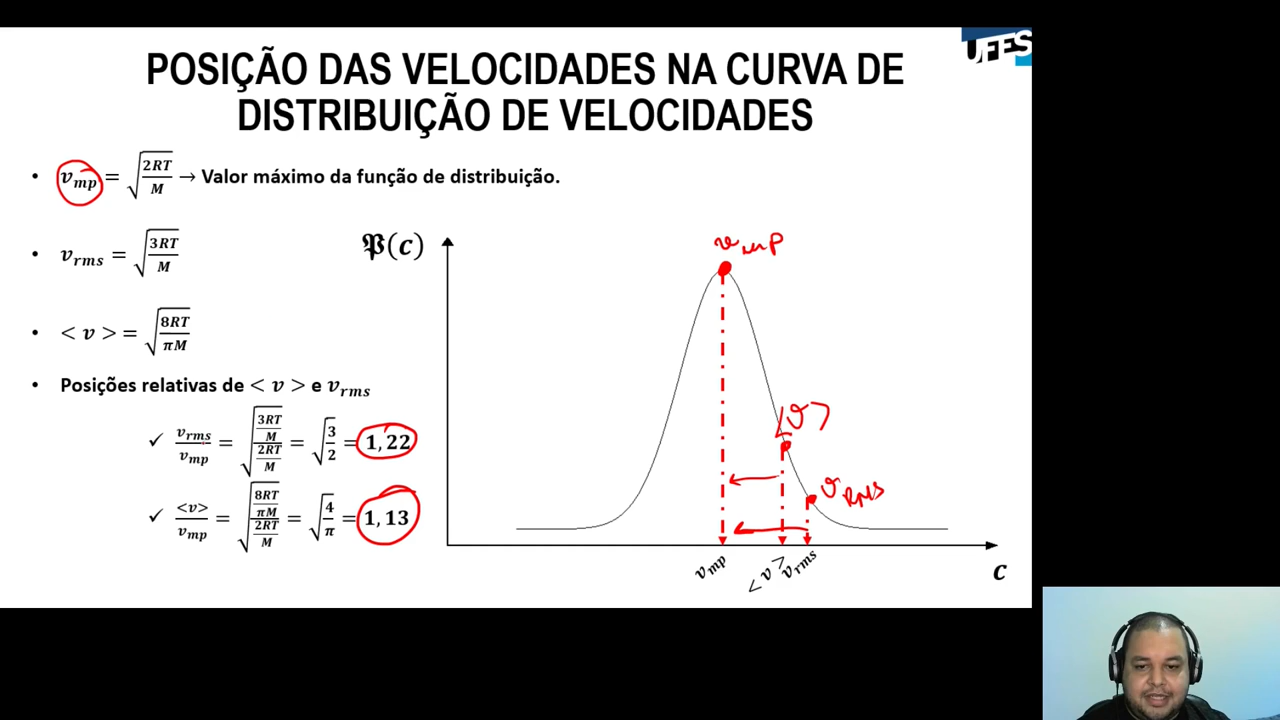 UFES
POSIÇÃO DAS VELOCIDADES NA CURVA DE
DISTRIBUIÇÃO DE VELOCIDADES
• v_mp = √(2RT/M) → Valor máximo da função de distribuição.
• v_rms = √(3RT/M)
• < v > = √(8RT/πM)
• Posições relativas de < v > e v_rms
✓ v_rms/v_mp = √(3RT/M)/√(2RT/M) = √(3/2) = 1,22
✓ <v>/v_mp = √(8RT/πM)/√(2RT/M) = √(4/π) = 1,13
𝔓(c)
v_mp
<v>
v_RMS
v_mp
< v >
v_rms
c